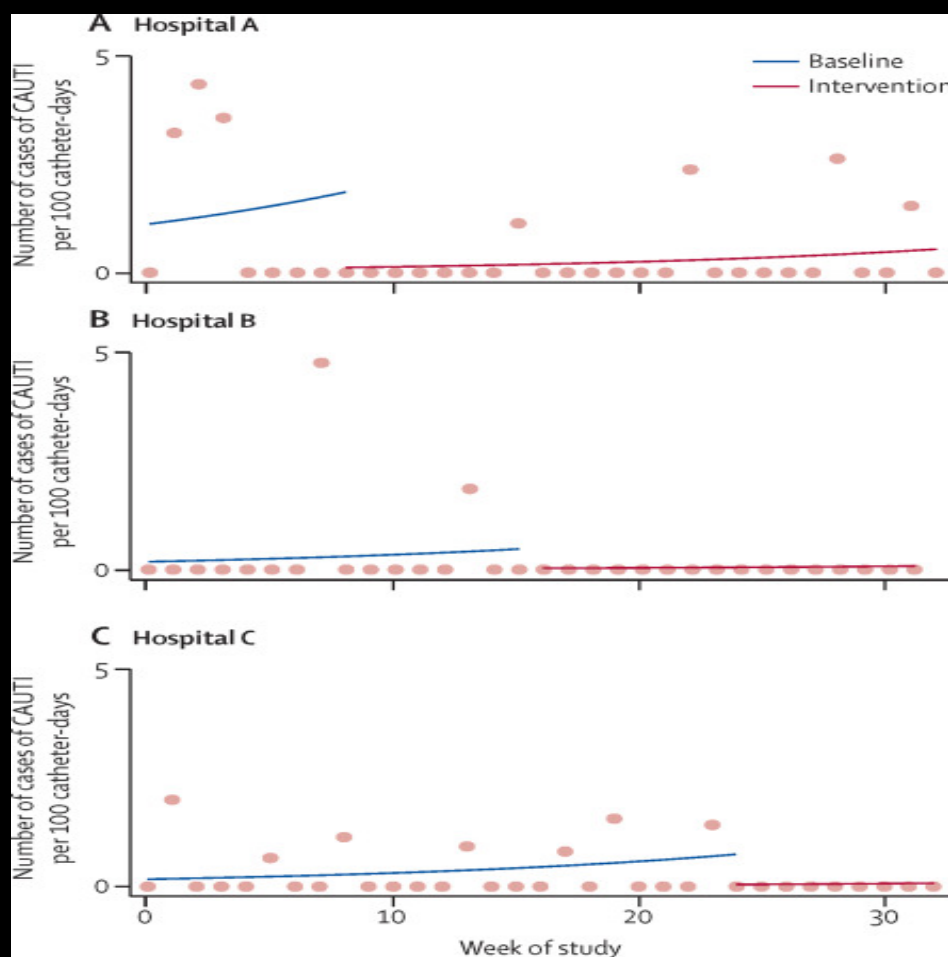 A Hospital A
Number of cases of CAUTI
per 100 catheter-days
5
0
Baseline
Intervention
B Hospital B
Number of cases of CAUTI
per 100 catheter-days
5
0
C Hospital C
Number of cases of CAUTI
per 100 catheter-days
5
0
0 10 20 30
Week of study